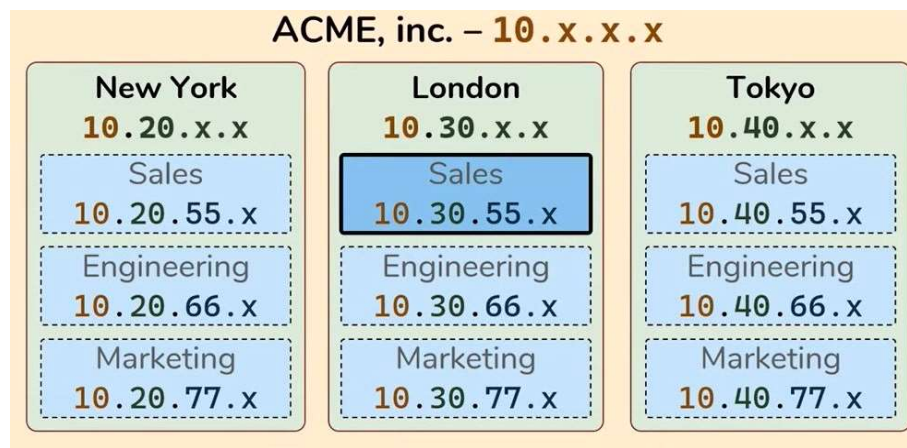 ACME, inc. – 10.x.x.x
New York
10.20.x.x
Sales
10.20.55.x
Engineering
10.20.66.x
Marketing
10.20.77.x
London
10.30.x.x
Sales
10.30.55.x
Engineering
10.30.66.x
Marketing
10.30.77.x
Tokyo
10.40.x.x
Sales
10.40.55.x
Engineering
10.40.66.x
Marketing
10.40.77.x